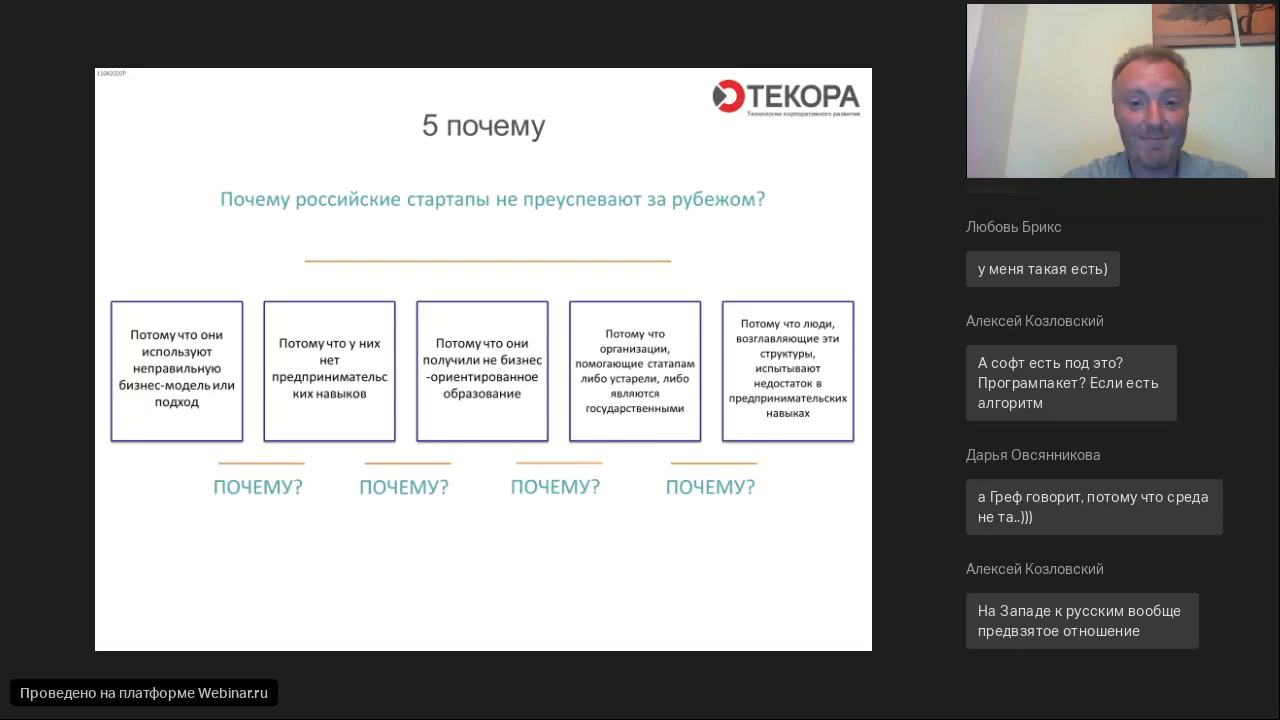 11042020Р
ТЕКОРА
Технологии корпоративного развития
5 почему
Почему российские стартапы не преуспевают за рубежом?
Потому что они
используют
неправильную
бизнес-модель или
подход
Потому что у них
нет
предпринимательс
ких навыков
Потому что они
получили не бизнес
-ориентированное
образование
Потому что
организации,
помогающие статапам
либо устарели, либо
являются
государственными
Потому что люди,
возглавляющие эти
структуры,
испытывают
недостаток в
предпринимательских
навыках
ПОЧЕМУ?
ПОЧЕМУ?
ПОЧЕМУ?
ПОЧЕМУ?
Любовь Брикс
у меня такая есть)
Алексей Козловский
А софт есть под это?
Програмпакет? Если есть
алгоритм
Дарья Овсянникова
а Греф говорит, потому что среда
не та..)))
Алексей Козловский
На Западе к русским вообще
предвзятое отношение
Проведено на платформе Webinar.ru